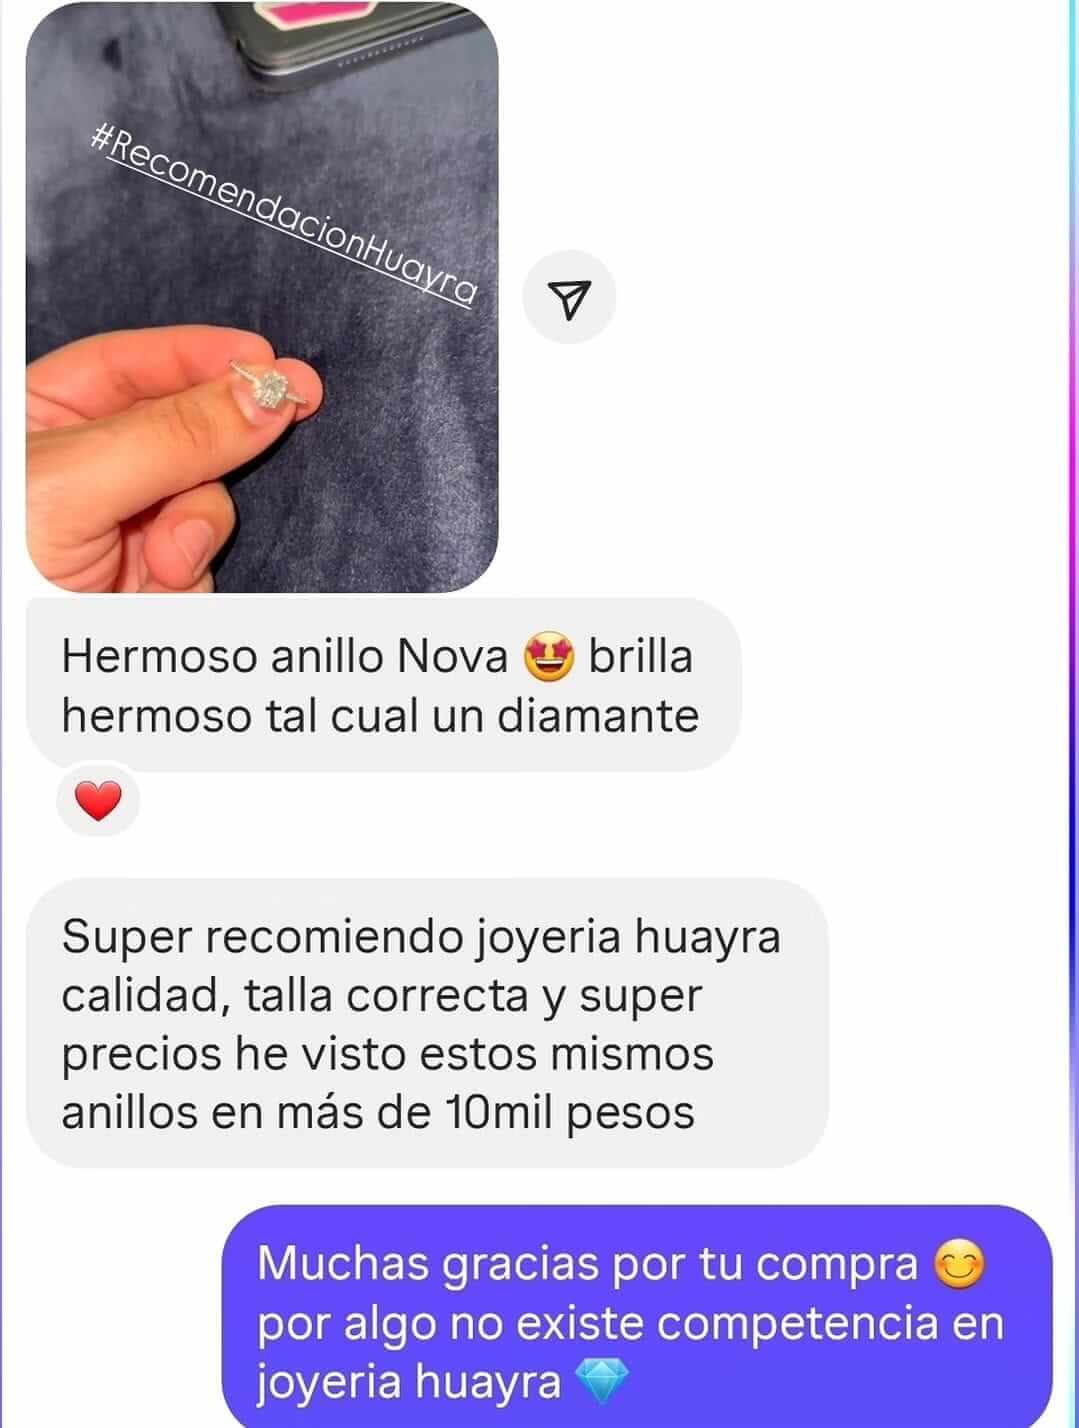 #RecomendacionHuayra
Hermoso anillo Nova 🤩 brilla
hermoso tal cual un diamante
Super recomiendo joyeria huayra
calidad, talla correcta y super
precios he visto estos mismos
anillos en más de 10mil pesos
Muchas gracias por tu compra 😊
por algo no existe competencia en
joyeria huayra 💎